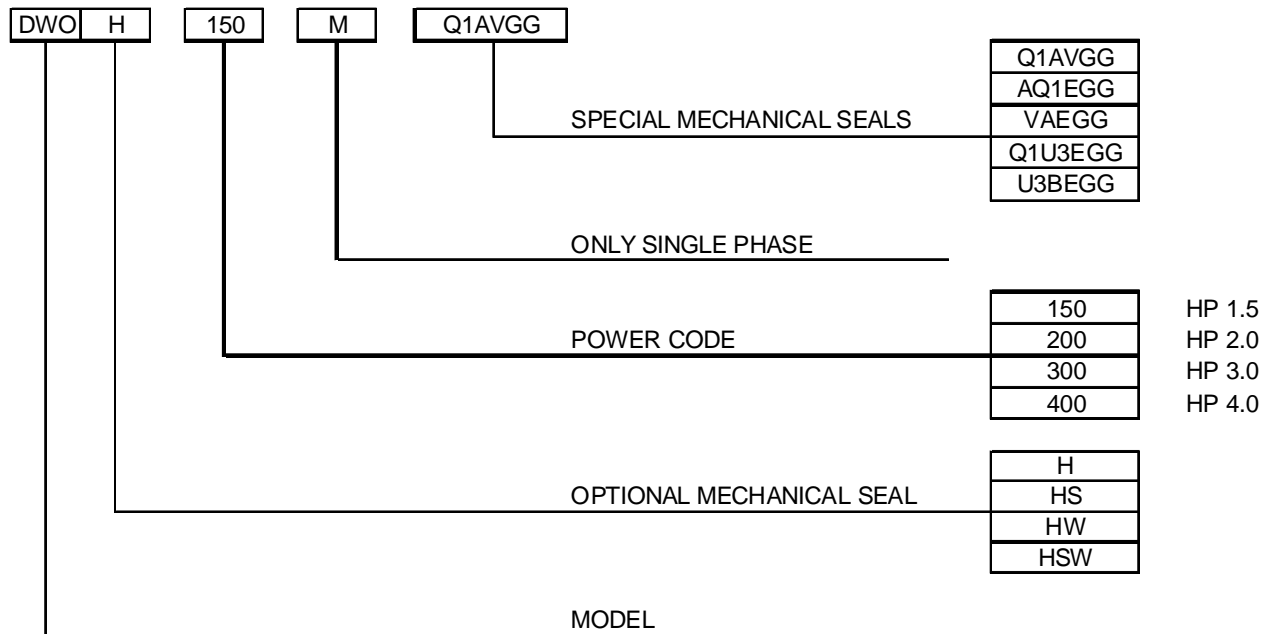 DWO H 150 M Q1AVGG
Q1AVGG
AQ1EGG
SPECIAL MECHANICAL SEALS VAEGG
Q1U3EGG
U3BEGG
ONLY SINGLE PHASE
150 HP 1.5
POWER CODE 200 HP 2.0
300 HP 3.0
400 HP 4.0
H
OPTIONAL MECHANICAL SEAL HS
HW
HSW
MODEL